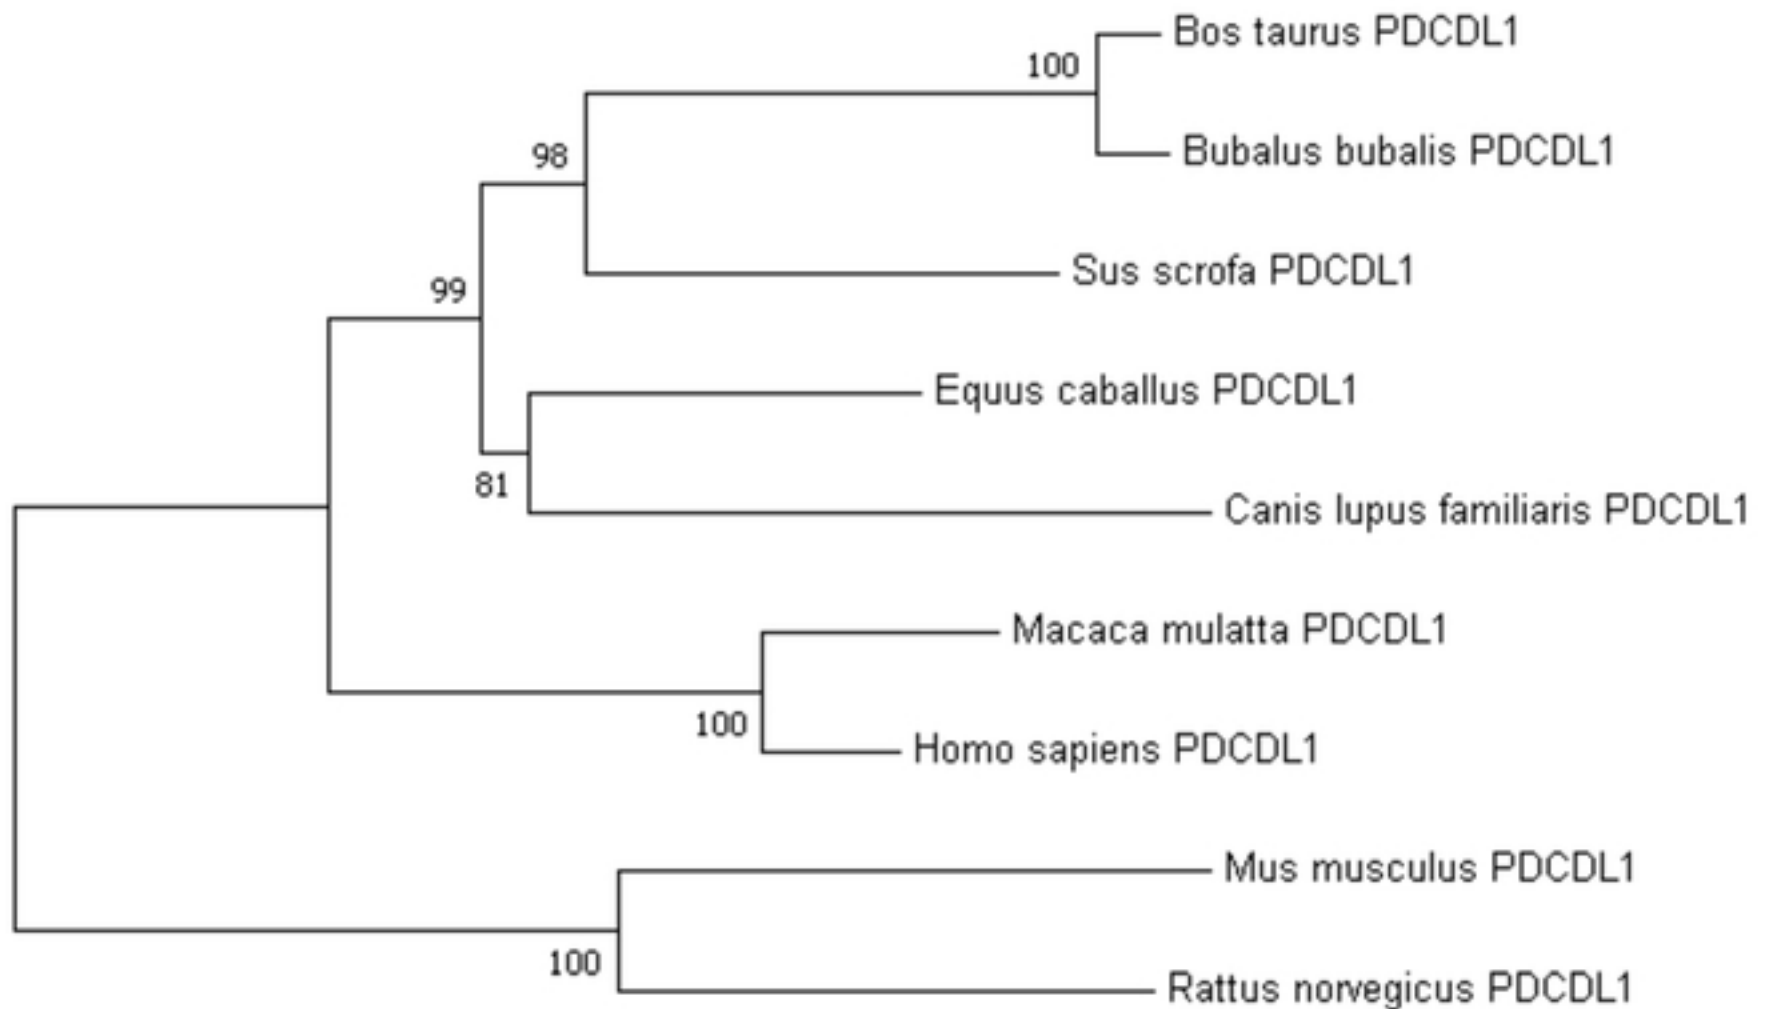 Bos taurus PDCDL1
100
Bubalus bubalis PDCDL1
98
Sus scrofa PDCDL1
99
Equus caballus PDCDL1
81
Canis lupus familiaris PDCDL1
Macaca mulatta PDCDL1
100
Homo sapiens PDCDL1
Mus musculus PDCDL1
100
Rattus norvegicus PDCDL1